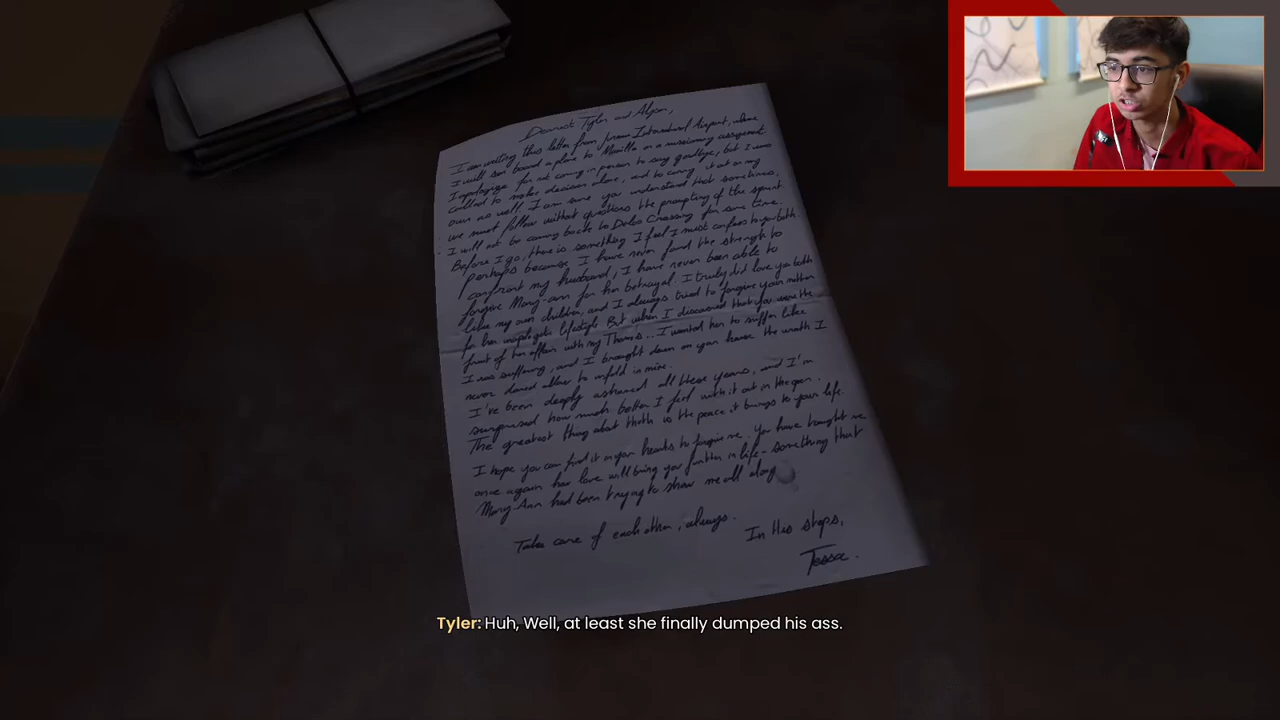 Dearest Tyler and Alyson,
I am writing this letter from Juneau International Airport, where
I will soon board a plane to Manilla on a missionary assignment.
I apologize for not coming in person to say goodbye, but I was
called to make decision alone, and to carry it out on my
own as well. I am sure you understand that sometimes,
we must follow without questions the prompting of the spirit.
I will not be coming back to Delos Crossing for some time.
Before I go, there is something I feel I must confess to you both.
Perhaps because I have never found the strength to
confront my husband, I have never been able to
forgive Mary-ann for her betrayal. I truly did love you both
like my own children, and I always tried to forgive your mother
for her lifestyle. But when I discovered that you were the
fruit of her affair with my Thomas... I wanted her to suffer like
I was suffering, and I brought down on your house the wrath I
never dared allow to unfold in mine.
I've been deeply ashamed all these years, and I'm
surprised how much better I feel with it out in the open.
The greatest thing about truth is the peace it brings to your life.
I hope you can find it in your hearts to forgive me. You have taught me
once again how love will bring you further in life - something that
Mary-Ann had been trying to show me all along
Take care of each other, always.
In His steps,
Tessa.
Tyler: Huh, Well, at least she finally dumped his ass.